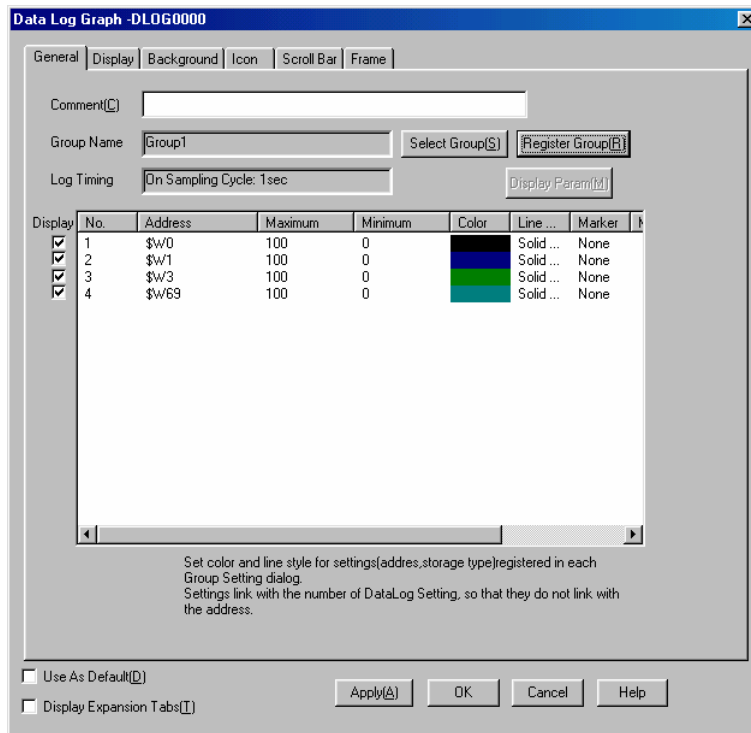 Data Log Graph -DLOG0000
General Display Background Icon Scroll Bar Frame
Comment(C)
Group Name Group1 Select Group(S) Register Group(R)
Log Timing On Sampling Cycle: 1sec Display Param(M)
Display No. Address Maximum Minimum Color Line ... Marker
1 $W0 100 0 Solid ... None
2 $W1 100 0 Solid ... None
3 $W3 100 0 Solid ... None
4 $W69 100 0 Solid ... None
Set color and line style for settings(addres,storage type)registered in each
Group Setting dialog.
Settings link with the number of DataLog Setting, so that they do not link with
the address.
Use As Default(D)
Display Expansion Tabs(T)
Apply(A) OK Cancel Help